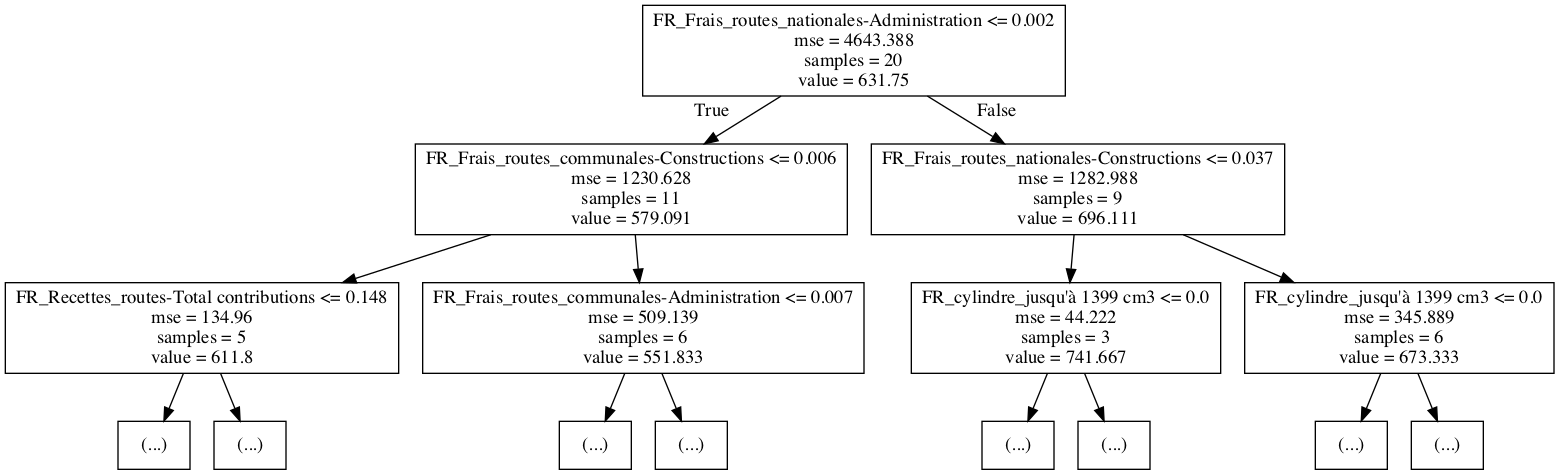 FR_Frais_routes_nationales-Administration <= 0.002
mse = 4643.388
samples = 20
value = 631.75
True
False
FR_Frais_routes_communales-Constructions <= 0.006
mse = 1230.628
samples = 11
value = 579.091
FR_Frais_routes_nationales-Constructions <= 0.037
mse = 1282.988
samples = 9
value = 696.111
FR_Recettes_routes-Total contributions <= 0.148
mse = 134.96
samples = 5
value = 611.8
FR_Frais_routes_communales-Administration <= 0.007
mse = 509.139
samples = 6
value = 551.833
FR_cylindre_jusqu'à 1399 cm3 <= 0.0
mse = 44.222
samples = 3
value = 741.667
FR_cylindre_jusqu'à 1399 cm3 <= 0.0
mse = 345.889
samples = 6
value = 673.333
(...)
(...)
(...)
(...)
(...)
(...)
(...)
(...)